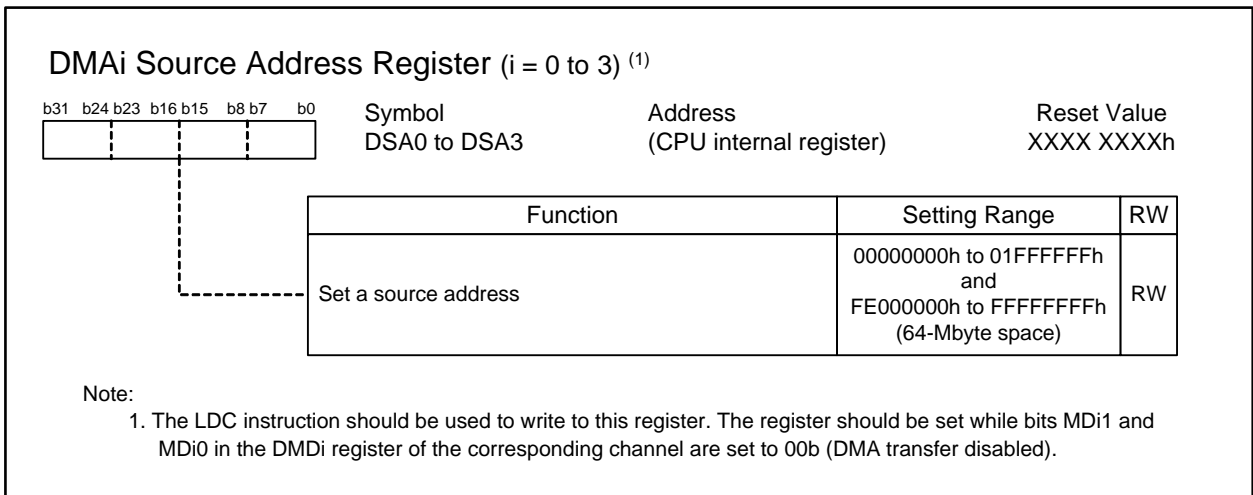 DMAi Source Address Register (i = 0 to 3) (1)
b31 b24 b23 b16 b15 b8 b7 b0
Symbol Address Reset Value
DSA0 to DSA3 (CPU internal register) XXXX XXXXh
Function Setting Range RW
Set a source address
00000000h to 01FFFFFFh
and
FE000000h to FFFFFFFFh
(64-Mbyte space)
RW
Note:
1. The LDC instruction should be used to write to this register. The register should be set while bits MDi1 and
MDi0 in the DMDi register of the corresponding channel are set to 00b (DMA transfer disabled).